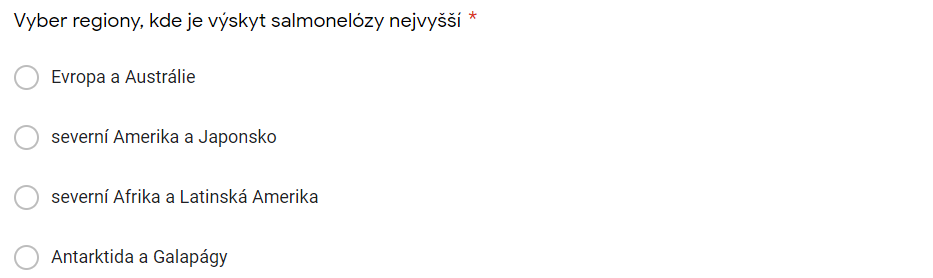 Vyber regiony, kde je výskyt salmonelózy nejvyšší *
Evropa a Austrálie
severní Amerika a Japonsko
severní Afrika a Latinská Amerika
Antarktida a Galapágy